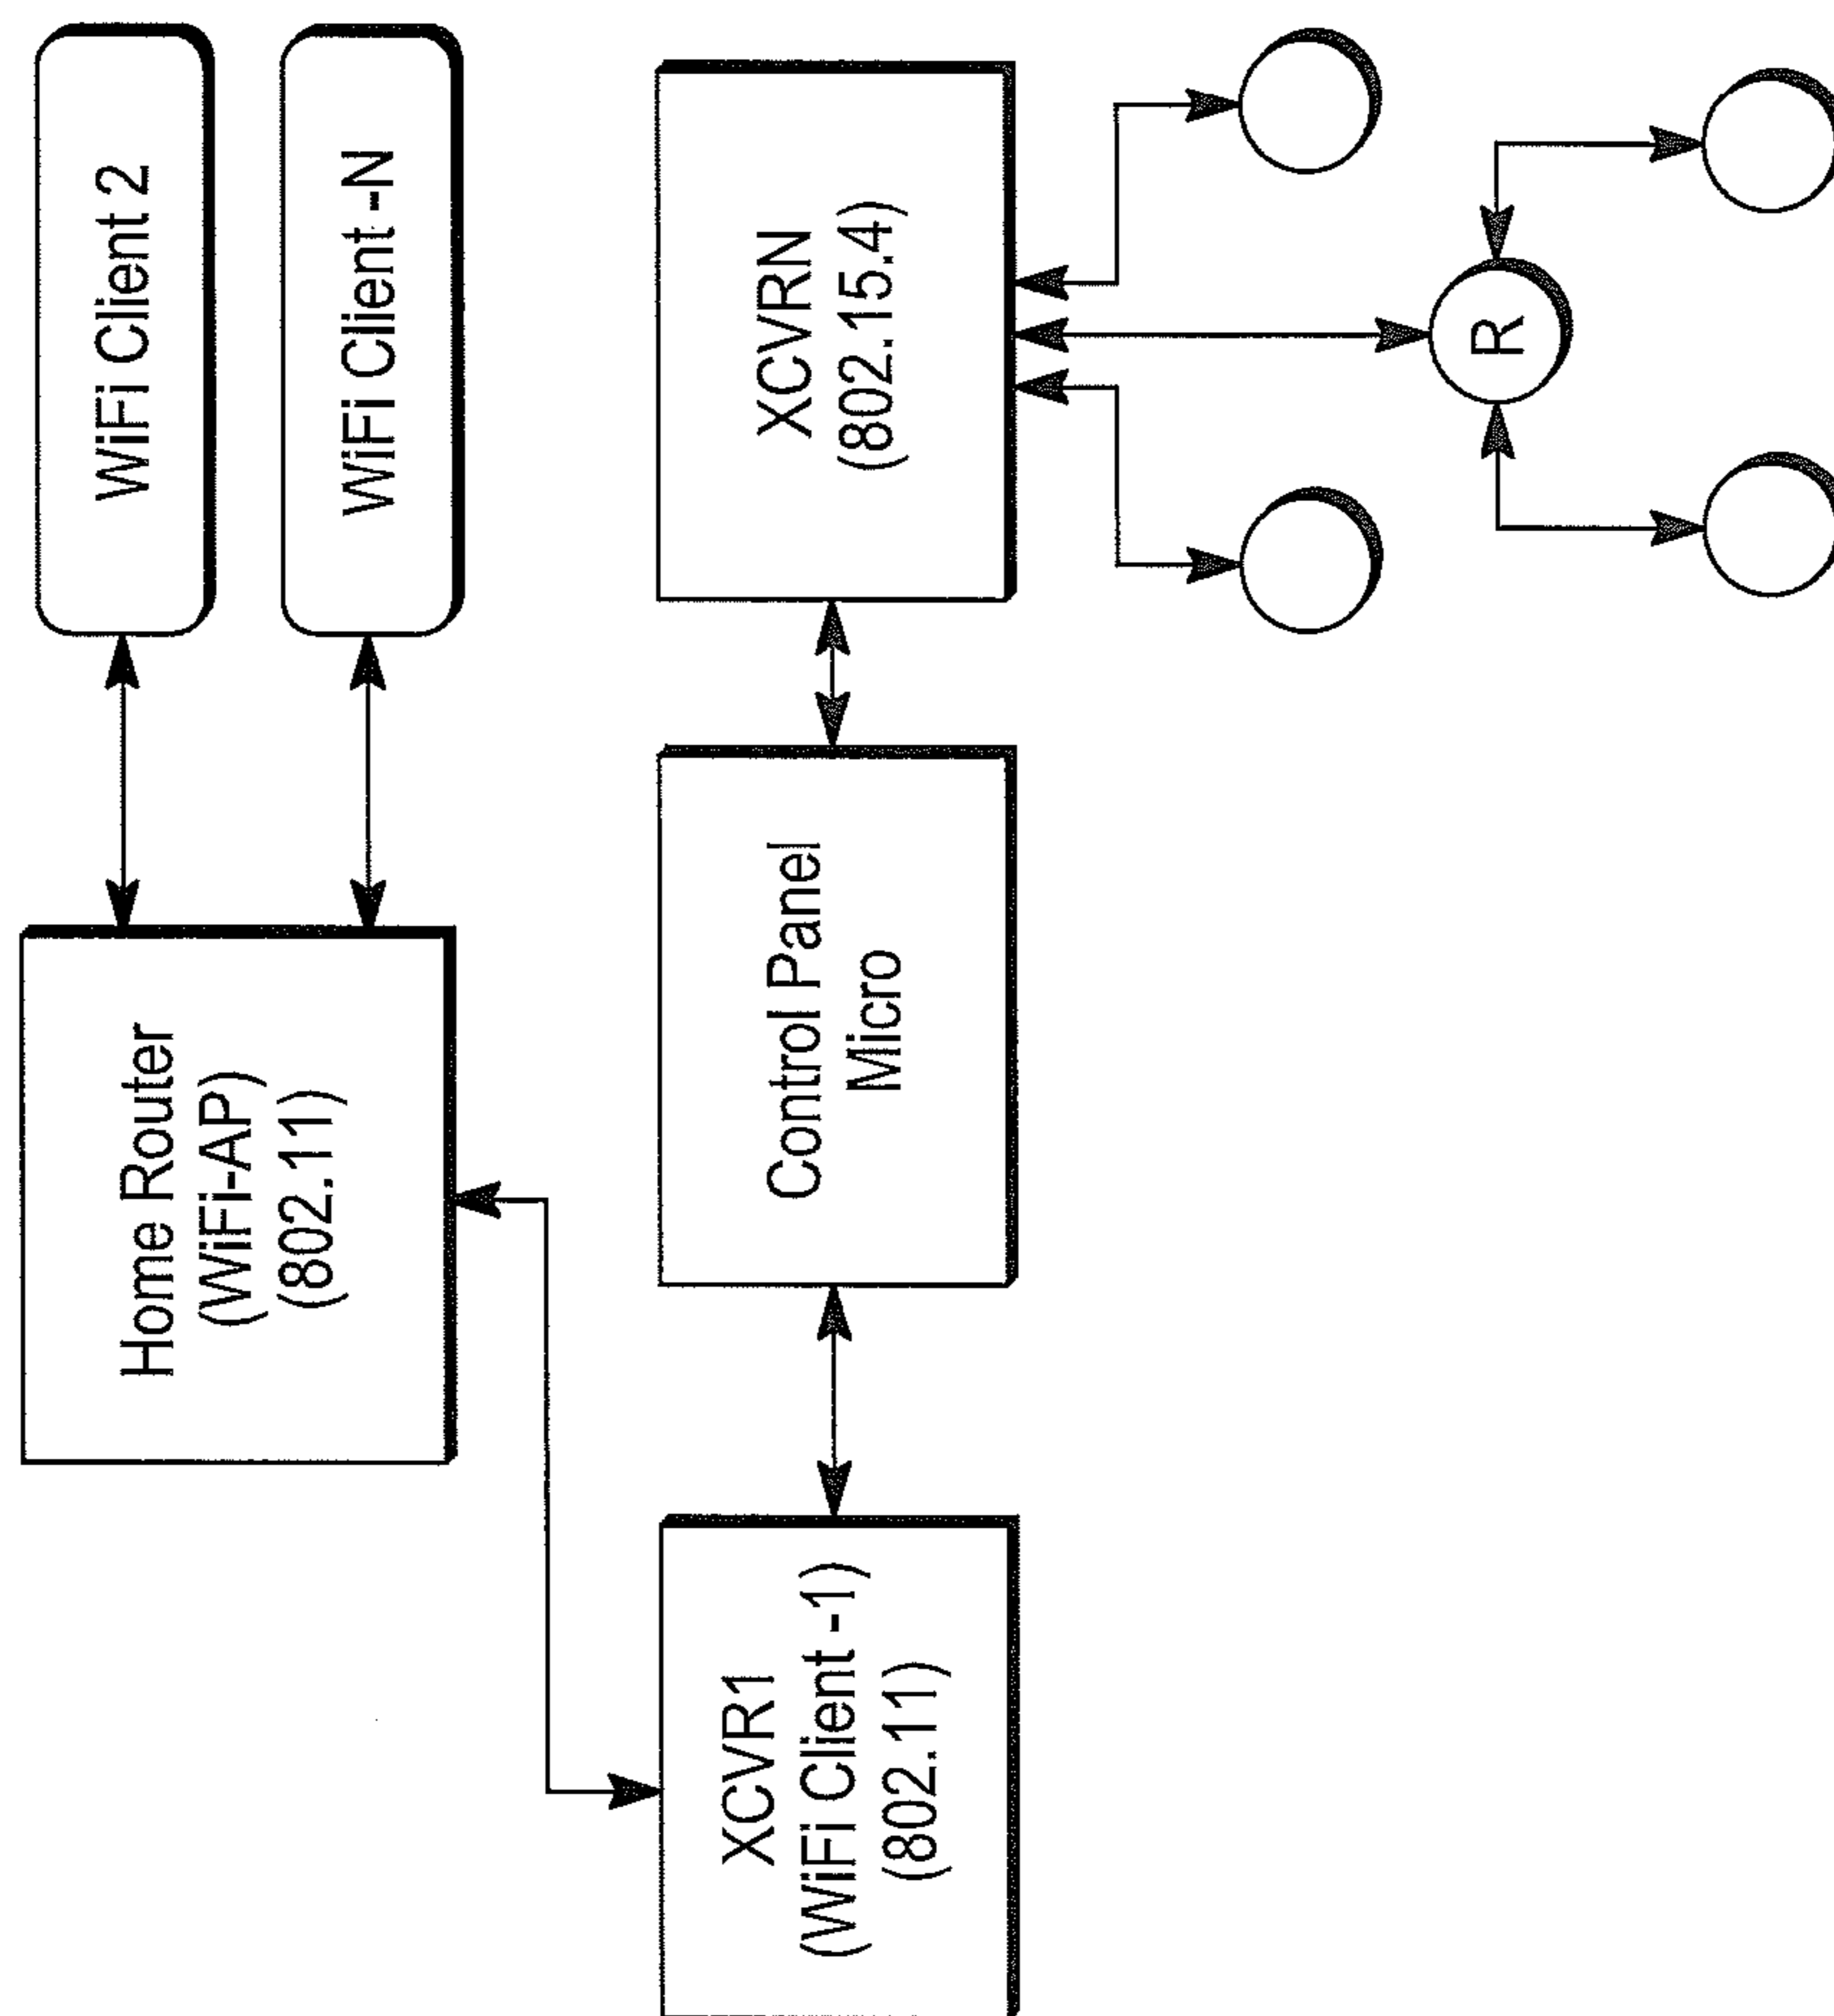 Home Router
(WiFi-AP)
(802.11)
WiFi Client 2
WiFi Client -N
XCVR1
(WiFi Client -1)
(802.11)
Control Panel
Micro
XCVRN
(802.15.4)
R